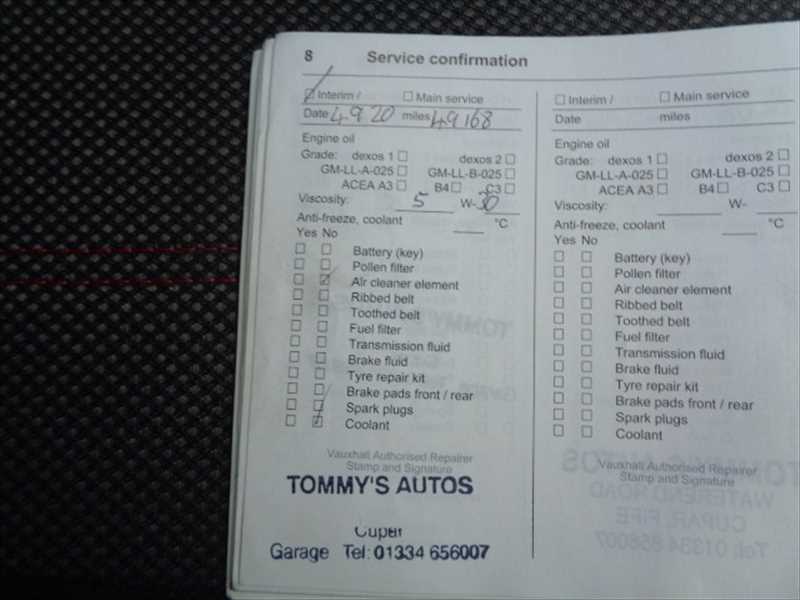 8 Service confirmation
Interim / Main service
Date 4 9 20 miles 49168
Engine oil
Grade: dexos 1 dexos 2
GM-LL-A-025 GM-LL-B-025
ACEA A3 B4 C3
Viscosity: 5 W-30
Anti-freeze, coolant °C
Yes No
Battery (key)
Pollen filter
Air cleaner element
Ribbed belt
Toothed belt
Fuel filter
Transmission fluid
Brake fluid
Tyre repair kit
Brake pads front / rear
Spark plugs
Coolant
Vauxhall Authorised Repairer
Stamp and Signature
TOMMY'S AUTOS
Cupar
Garage Tel: 01334 656007
Interim / Main service
Date miles
Engine oil
Grade: dexos 1 dexos 2
GM-LL-A-025 GM-LL-B-025
ACEA A3 B4 C3
Viscosity: W-
Anti-freeze, coolant °C
Yes No
Battery (key)
Pollen filter
Air cleaner element
Ribbed belt
Toothed belt
Fuel filter
Transmission fluid
Brake fluid
Tyre repair kit
Brake pads front / rear
Spark plugs
Coolant
Vauxhall Authorised Repairer
Stamp and Signature